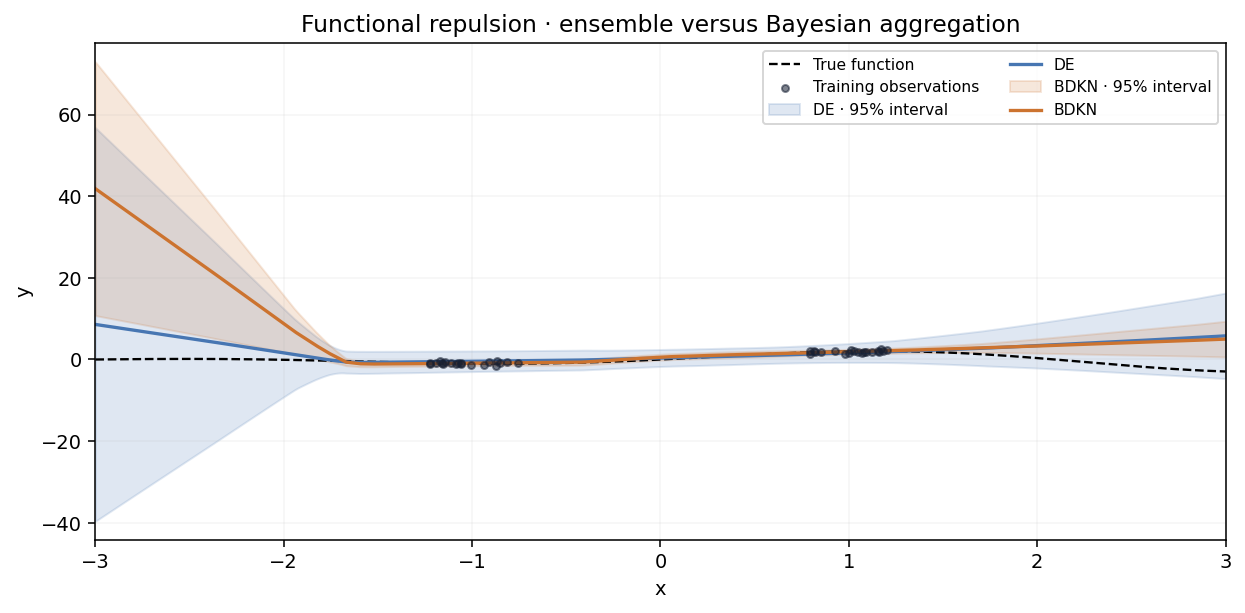 Functional repulsion · ensemble versus Bayesian aggregation
True function
Training observations
DE · 95% interval
DE
BDKN · 95% interval
BDKN
60
40
20
0
−20
−40
y
−3
−2
−1
0
1
2
3
x